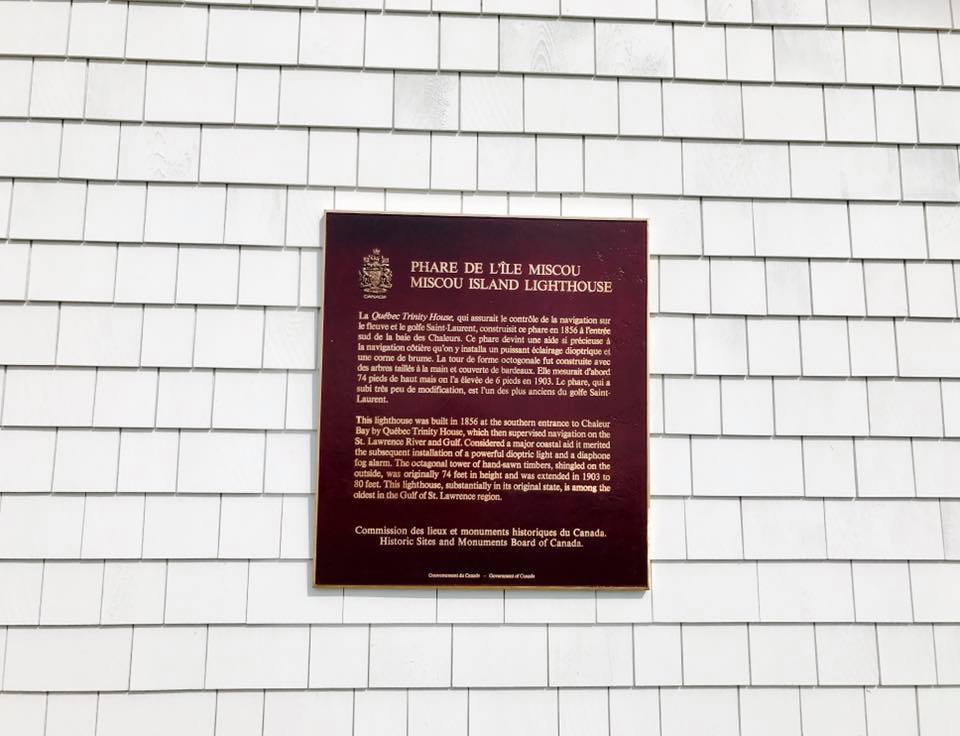 CANADA
PHARE DE L'ÎLE MISCOU
MISCOU ISLAND LIGHTHOUSE
La Québec Trinity House, qui assurait le contrôle de la navigation sur
le fleuve et le golfe Saint-Laurent, construisit ce phare en 1856 à l'entrée
sud de la baie des Chaleurs. Ce phare devint une aide si précieuse à
la navigation côtière qu'on y installa un puissant éclairage dioptrique et
une corne de brume. La tour de forme octogonale fut construite avec
des arbres taillés à la main et couverte de bardeaux. Elle mesurait d'abord
74 pieds de haut mais on l'a élevée de 6 pieds en 1903. Le phare, qui a
subi très peu de modification, est l'un des plus anciens du golfe Saint-
Laurent.
This lighthouse was built in 1856 at the southern entrance to Chaleur
Bay by Québec Trinity House, which then supervised navigation on the
St. Lawrence River and Gulf. Considered a major coastal aid it merited
the subsequent installation of a powerful dioptric light and a diaphone
fog alarm. The octagonal tower of hand-sawn timbers, shingled on the
outside, was originally 74 feet in height and was extended in 1903 to
80 feet. This lighthouse, substantially in its original state, is among the
oldest in the Gulf of St. Lawrence region.
Commission des lieux et monuments historiques du Canada.
Historic Sites and Monuments Board of Canada.
Gouvernement du Canada – Government of Canada